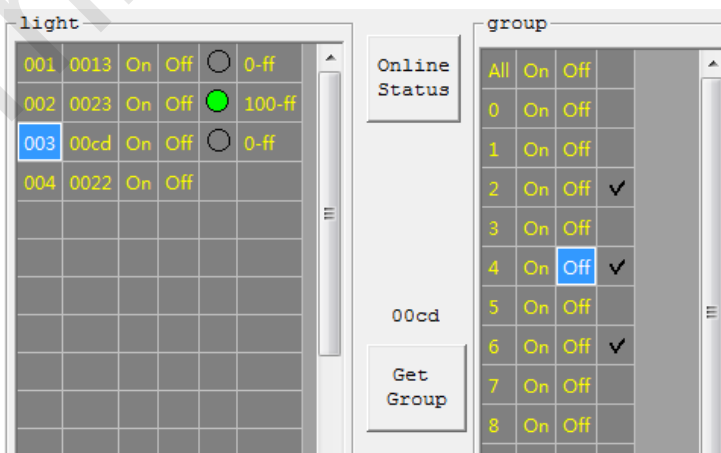 light
001 0013 On Off 0-ff
002 0023 On Off 100-ff
003 00cd On Off 0-ff
004 0022 On Off
Online
Status
00cd
Get
Group
group
All On Off
0 On Off
1 On Off
2 On Off
3 On Off
4 On Off
5 On Off
6 On Off
7 On Off
8 On Off